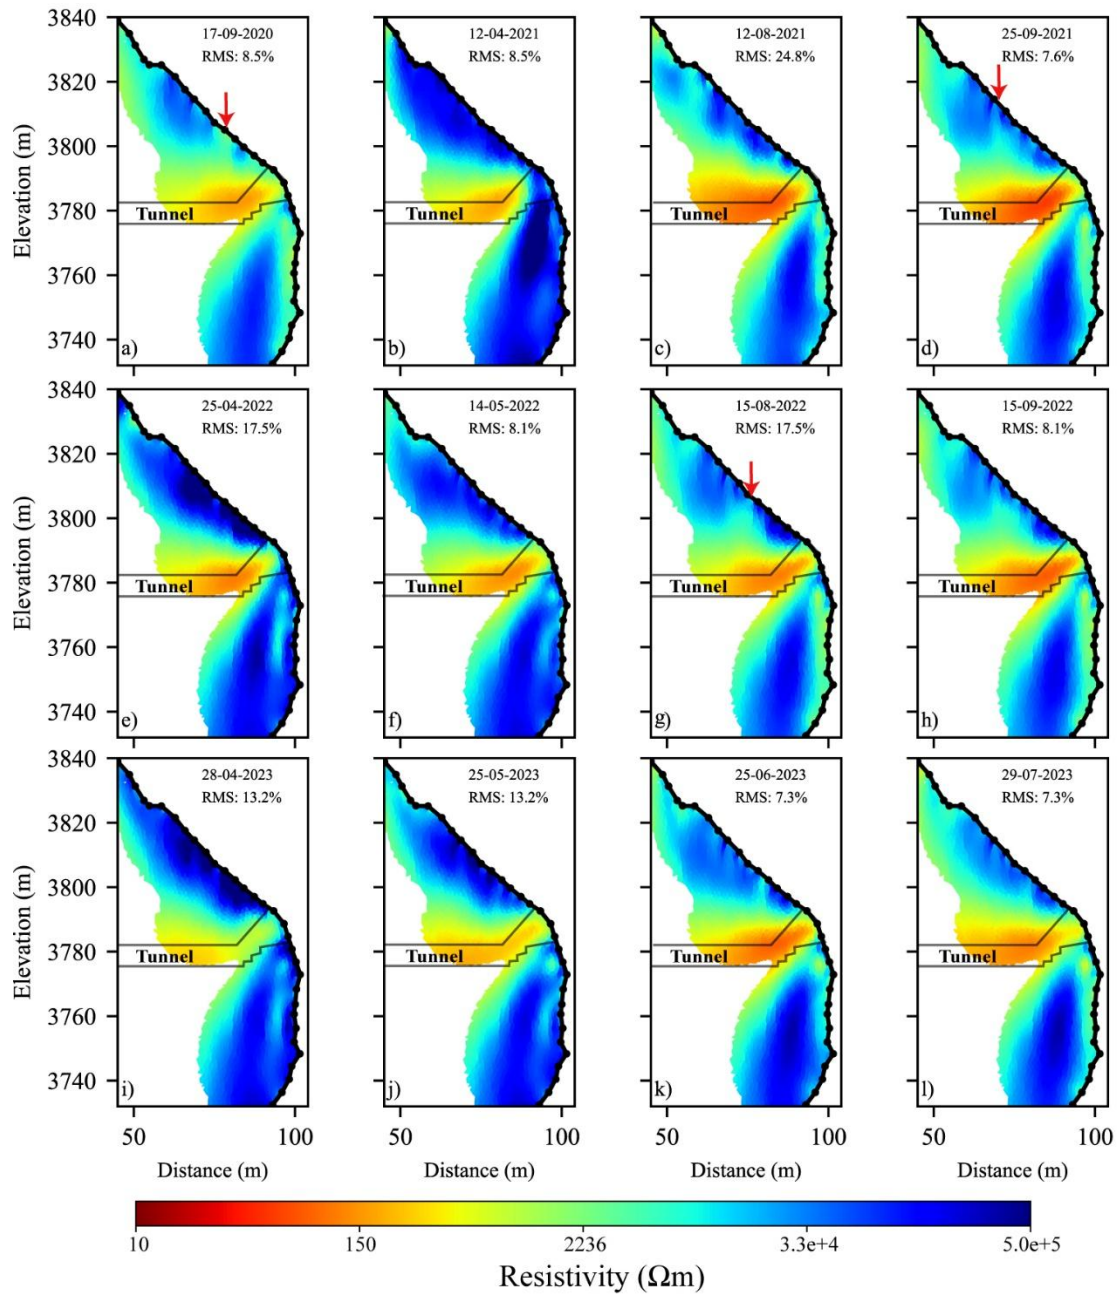 3840
3820
3800
3780
3760
3740
Elevation (m)
17-09-2020
RMS: 8.5%
Tunnel
a)
12-04-2021
RMS: 8.5%
Tunnel
b)
12-08-2021
RMS: 24.8%
Tunnel
c)
25-09-2021
RMS: 7.6%
Tunnel
d)
3840
3820
3800
3780
3760
3740
Elevation (m)
25-04-2022
RMS: 17.5%
Tunnel
e)
14-05-2022
RMS: 8.1%
Tunnel
f)
15-08-2022
RMS: 17.5%
Tunnel
g)
15-09-2022
RMS: 8.1%
Tunnel
h)
3840
3820
3800
3780
3760
3740
Elevation (m)
28-04-2023
RMS: 13.2%
Tunnel
i)
25-05-2023
RMS: 13.2%
Tunnel
j)
25-06-2023
RMS: 7.3%
Tunnel
k)
29-07-2023
RMS: 7.3%
Tunnel
l)
50 100 50 100 50 100 50 100
Distance (m) Distance (m) Distance (m) Distance (m)
10 150 2236 3.3e+4 5.0e+5
Resistivity (Ωm)